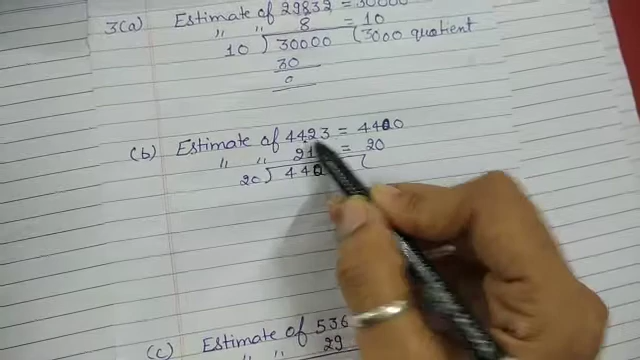 3(a) Estimate of 29832 = 30000
" " 8 = 10
10 ) 30000 ( 3000 quotient
30
0
(b) Estimate of 4423 = 4400
" " 21 = 20
20 ) 440 (
(c) Estimate of 536
" " 29